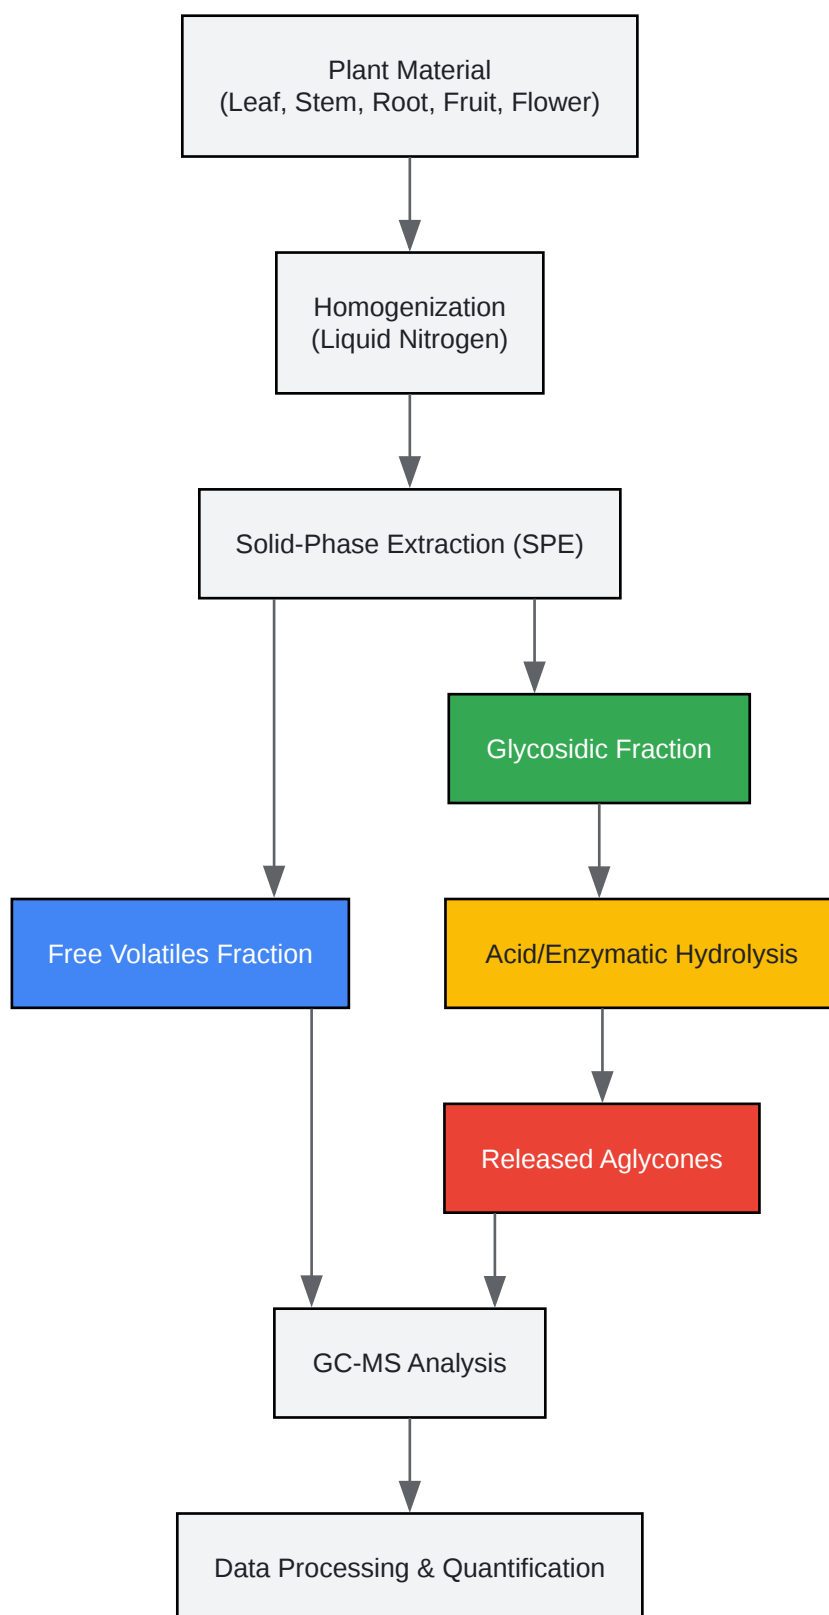 Plant Material
(Leaf, Stem, Root, Fruit, Flower)
Homogenization
(Liquid Nitrogen)
Solid-Phase Extraction (SPE)
Glycosidic Fraction
Free Volatiles Fraction
Acid/Enzymatic Hydrolysis
Released Aglycones
GC-MS Analysis
Data Processing & Quantification